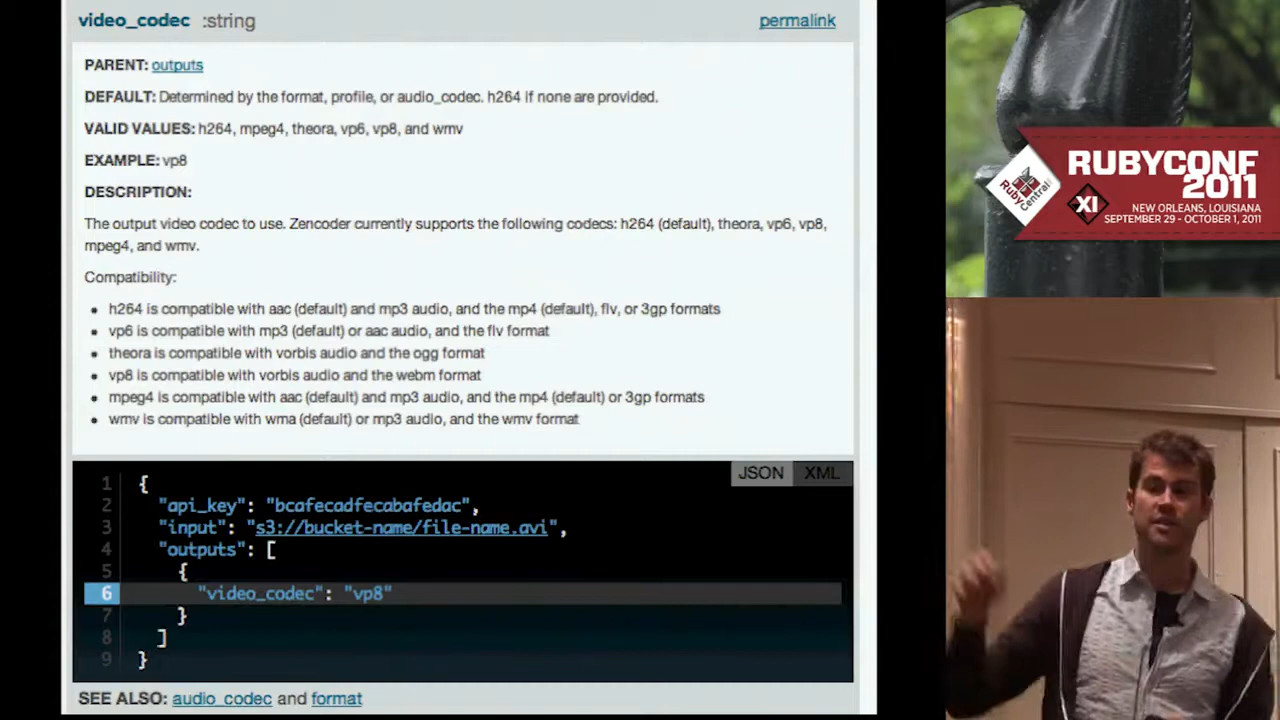 video_codec :string permalink
PARENT: outputs
DEFAULT: Determined by the format, profile, or audio_codec. h264 if none are provided.
VALID VALUES: h264, mpeg4, theora, vp6, vp8, and wmv
EXAMPLE: vp8
DESCRIPTION:
The output video codec to use. Zencoder currently supports the following codecs: h264 (default), theora, vp6, vp8,
mpeg4, and wmv.
Compatibility:
• h264 is compatible with aac (default) and mp3 audio, and the mp4 (default), flv, or 3gp formats
• vp6 is compatible with mp3 (default) or aac audio, and the flv format
• theora is compatible with vorbis audio and the ogg format
• vp8 is compatible with vorbis audio and the webm format
• mpeg4 is compatible with aac (default) and mp3 audio, and the mp4 (default) or 3gp formats
• wmv is compatible with wma (default) or mp3 audio, and the wmv format
JSON XML
1 {
2 "api_key": "bcafecadfecabafedac",
3 "input": "s3://bucket-name/file-name.avi",
4 "outputs": [
5 {
6 "video_codec": "vp8"
7 }
8 ]
9 }
SEE ALSO: audio_codec and format
RUBYCONF
2011
Ruby Central
XI
NEW ORLEANS, LOUISIANA
SEPTEMBER 29 - OCTOBER 1, 2011